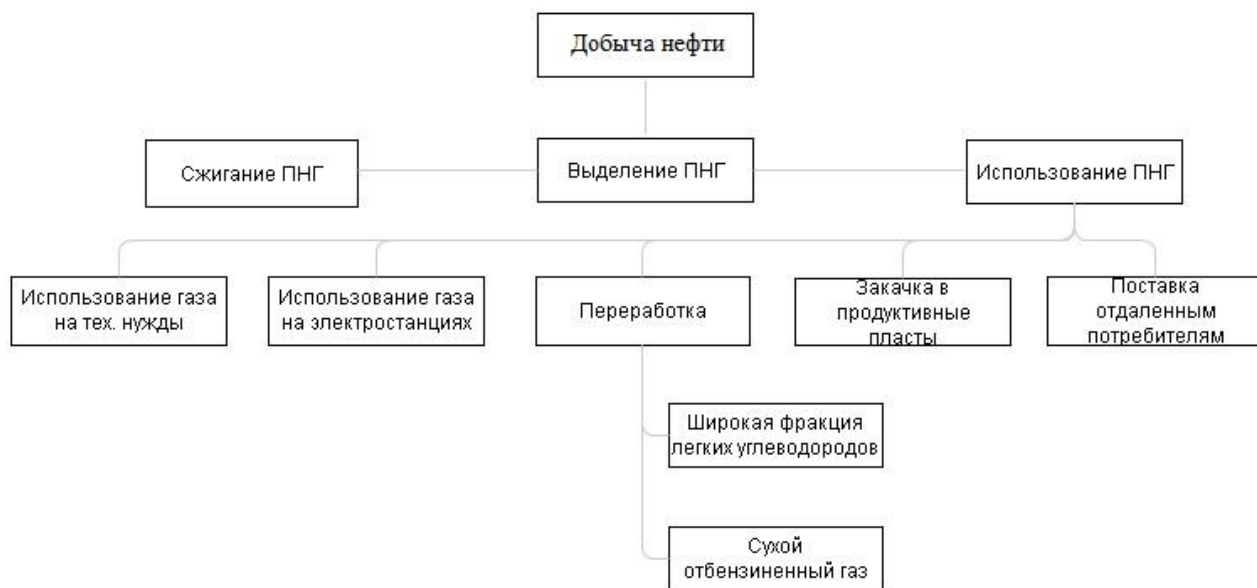 Добыча нефти
Сжигание ПНГ
Выделение ПНГ
Использование ПНГ
Использование газа
на тех. нужды
Использование газа
на электростанциях
Переработка
Закачка в
продуктивные
пласты
Поставка
отдаленным
потребителям
Широкая фракция
легких углеводородов
Сухой
отбензиненный газ